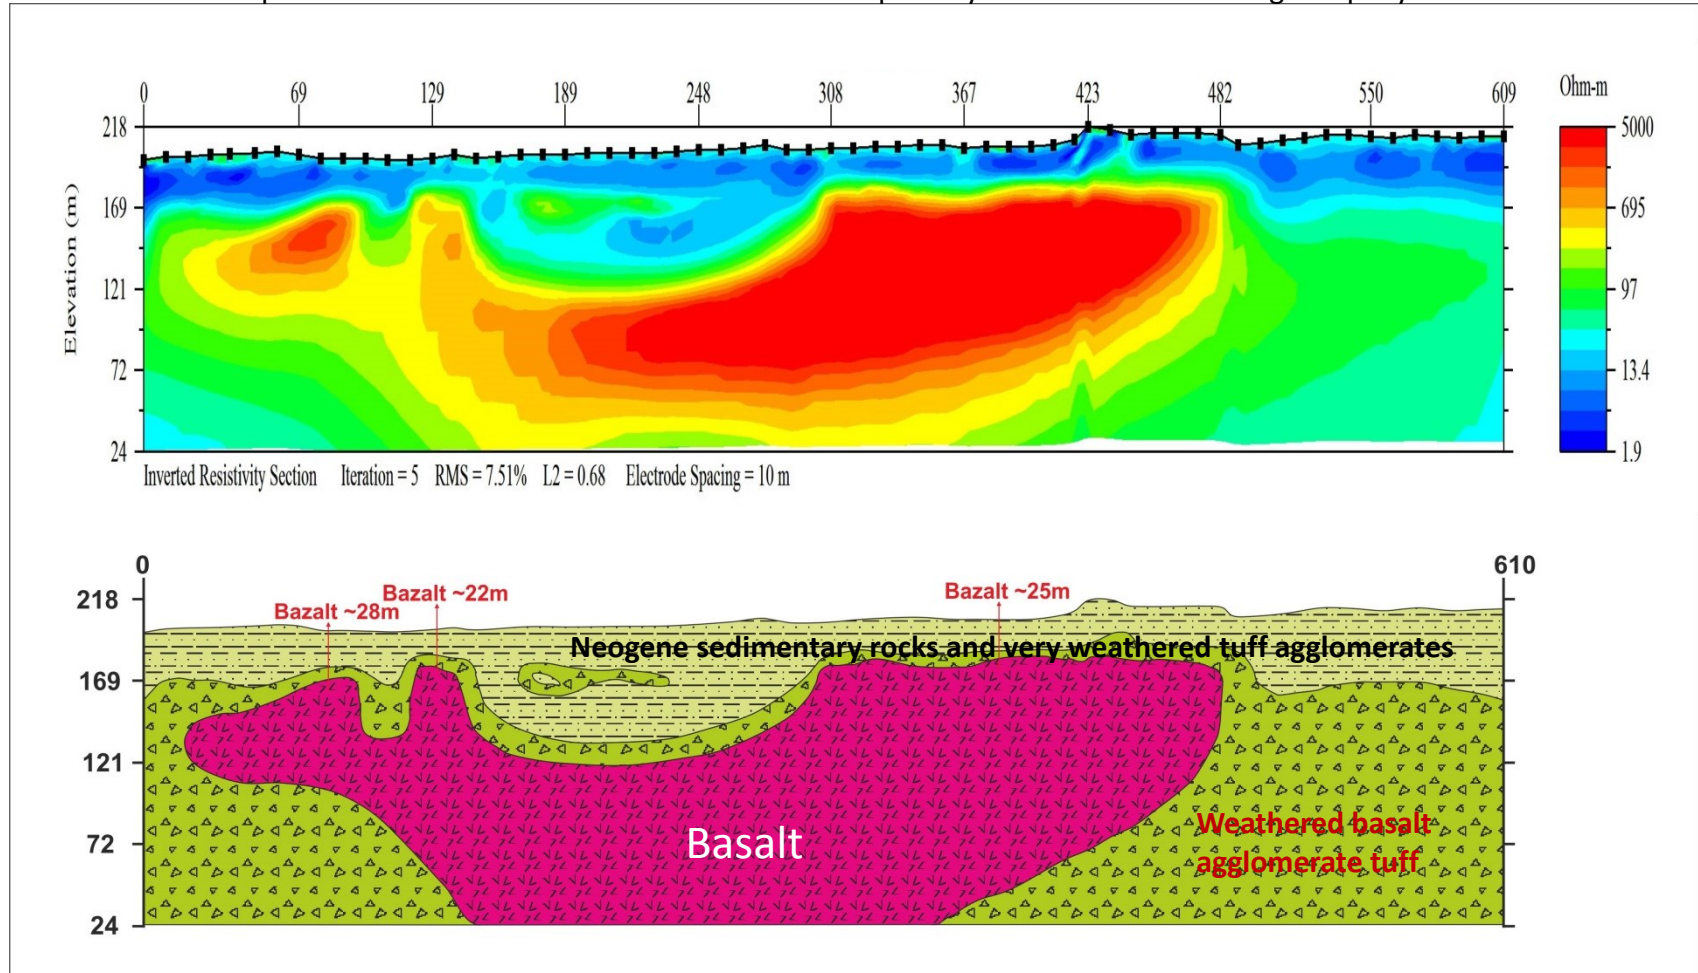 0 69 129 189 248 308 367 423 482 550 609
Ohm-m
218
169
121
72
24
Elevation (m)
5000
695
97
13.4
1.9
Inverted Resistivity Section Iteration = 5 RMS = 7.51% L2 = 0.68 Electrode Spacing = 10 m
0 610
218
169
121
72
24
Bazalt ~28m
Bazalt ~22m
Bazalt ~25m
Neogene sedimentary rocks and very weathered tuff agglomerates
Basalt
Weathered basalt
agglomerate tuff